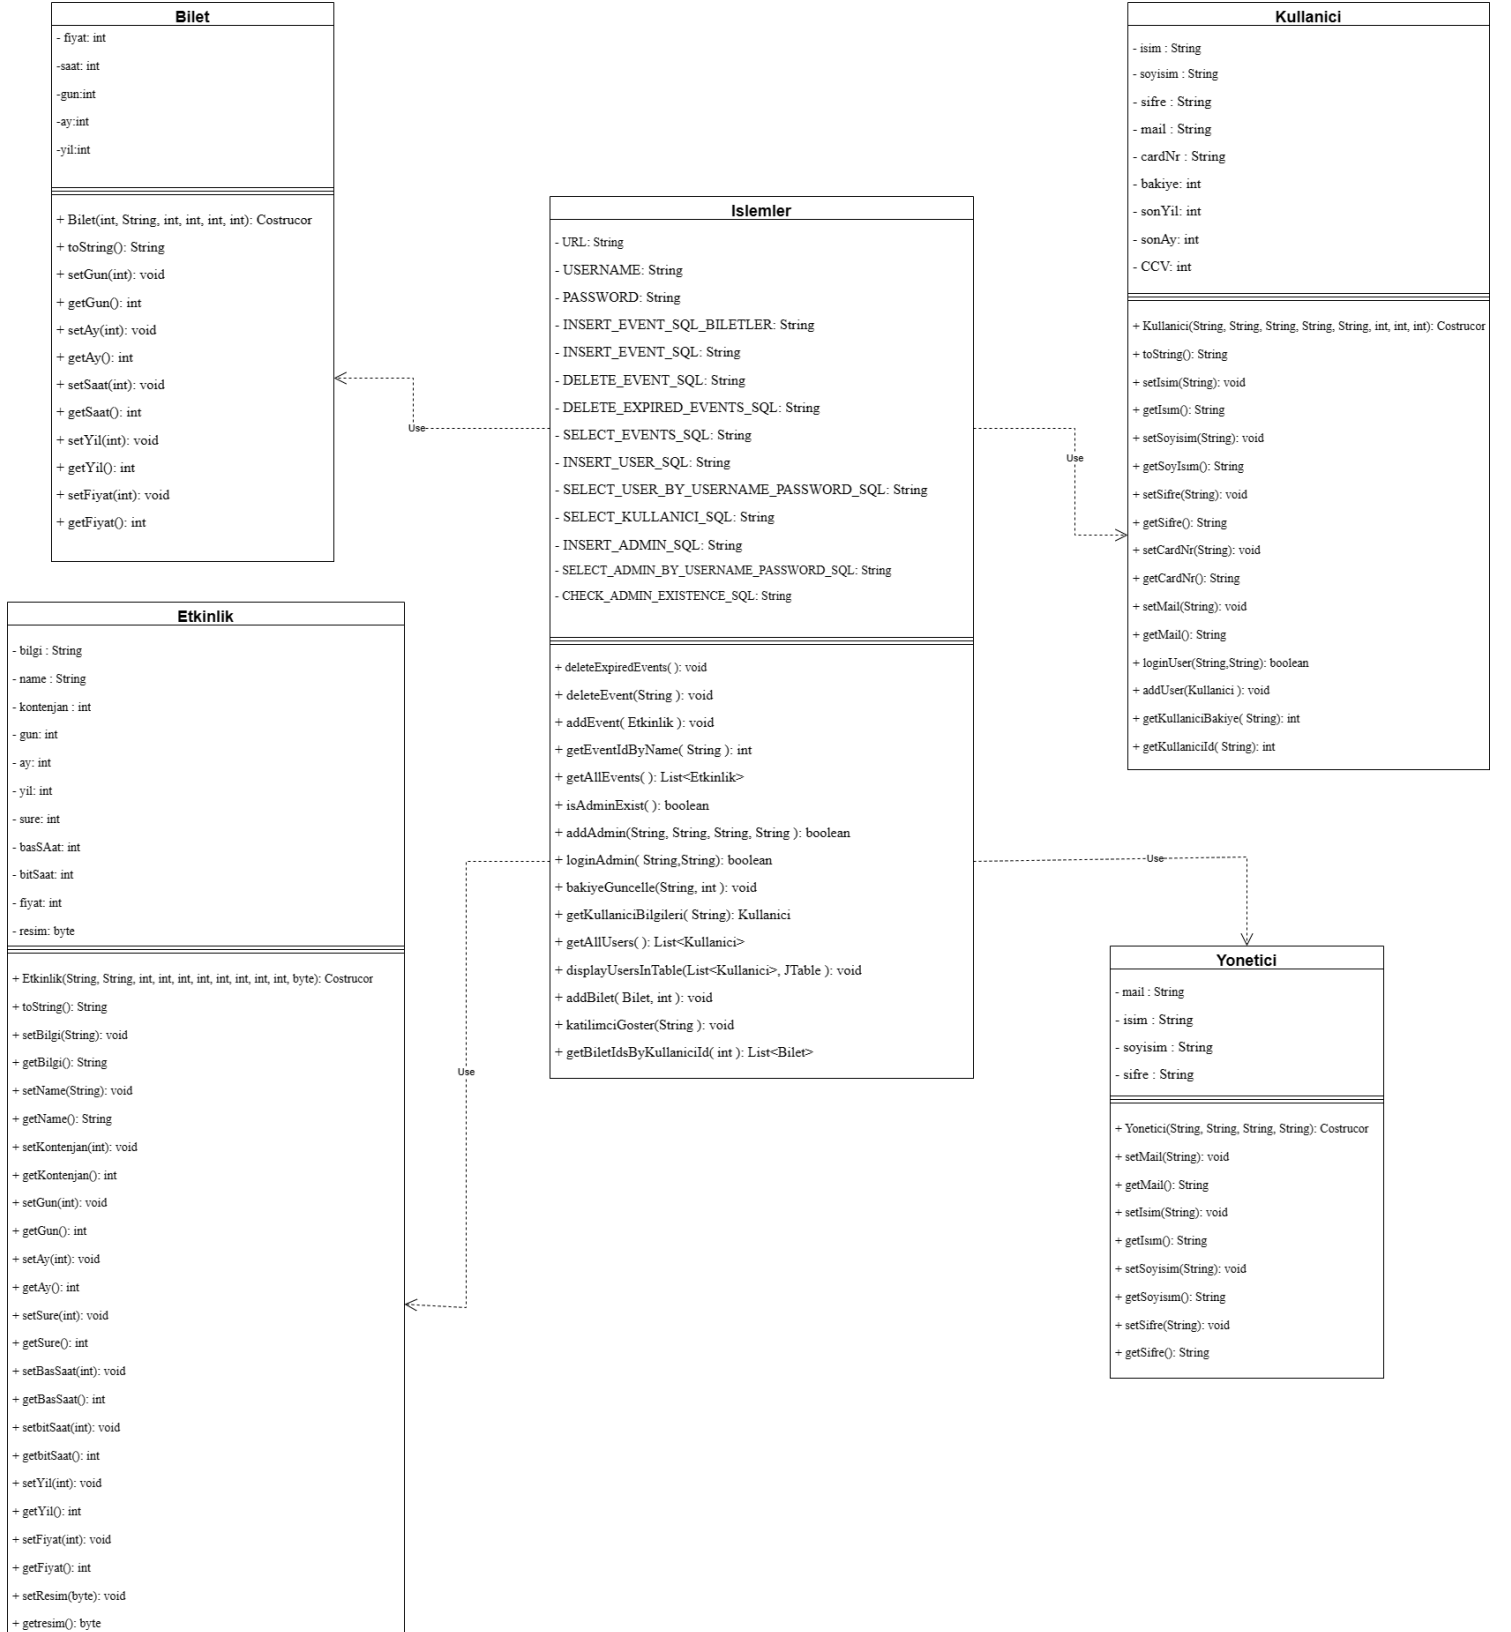 Bilet
- fiyat: int
-saat: int
-gun:int
-ay:int
-yil:int
+ Bilet(int, String, int, int, int, int): Costrucor
+ toString(): String
+ setGun(int): void
+ getGun(): int
+ setAy(int): void
+ getAy(): int
+ setSaat(int): void
+ getSaat(): int
+ setYil(int): void
+ getYil(): int
+ setFiyat(int): void
+ getFiyat(): int
Use
Islemler
- URL: String
- USERNAME: String
- PASSWORD: String
- INSERT_EVENT_SQL_BILETLER: String
- INSERT_EVENT_SQL: String
- DELETE_EVENT_SQL: String
- DELETE_EXPIRED_EVENTS_SQL: String
- SELECT_EVENTS_SQL: String
- INSERT_USER_SQL: String
- SELECT_USER_BY_USERNAME_PASSWORD_SQL: String
- SELECT_KULLANICI_SQL: String
- INSERT_ADMIN_SQL: String
- SELECT_ADMIN_BY_USERNAME_PASSWORD_SQL: String
- CHECK_ADMIN_EXISTENCE_SQL: String
+ deleteExpiredEvents( ): void
+ deleteEvent(String ): void
+ addEvent( Etkinlik ): void
+ getEventIdByName( String ): int
+ getAllEvents( ): List<Etkinlik>
+ isAdminExist( ): boolean
+ addAdmin(String, String, String, String ): boolean
+ loginAdmin( String,String): boolean
+ bakiyeGuncelle(String, int ): void
+ getKullaniciBilgileri( String): Kullanici
+ getAllUsers( ): List<Kullanici>
+ displayUsersInTable(List<Kullanici>, JTable ): void
+ addBilet( Bilet, int ): void
+ katilimciGoster(String ): void
+ getBiletIdsByKullaniciId( int ): List<Bilet>
Use
Kullanici
- isim : String
- soyisim : String
- sifre : String
- mail : String
- cardNr : String
- bakiye: int
- sonYil: int
- sonAy: int
- CCV: int
+ Kullanici(String, String, String, String, String, int, int, int): Costrucor
+ toString(): String
+ setIsim(String): void
+ getIsım(): String
+ setSoyisim(String): void
+ getSoyIsım(): String
+ setSifre(String): void
+ getSifre(): String
+ setCardNr(String): void
+ getCardNr(): String
+ setMail(String): void
+ getMail(): String
+ loginUser(String,String): boolean
+ addUser(Kullanici ): void
+ getKullaniciBakiye( String): int
+ getKullaniciId( String): int
Etkinlik
- bilgi : String
- name : String
- kontenjan : int
- gun: int
- ay: int
- yil: int
- sure: int
- basSAat: int
- bitSaat: int
- fiyat: int
- resim: byte
+ Etkinlik(String, String, int, int, int, int, int, int, int, int, byte): Costrucor
+ toString(): String
+ setBilgi(String): void
+ getBilgi(): String
+ setName(String): void
+ getName(): String
+ setKontenjan(int): void
+ getKontenjan(): int
+ setGun(int): void
+ getGun(): int
+ setAy(int): void
+ getAy(): int
+ setSure(int): void
+ getSure(): int
+ setBasSaat(int): void
+ getBasSaat(): int
+ setbitSaat(int): void
+ getbitSaat(): int
+ setYil(int): void
+ getYil(): int
+ setFiyat(int): void
+ getFiyat(): int
+ setResim(byte): void
+ getresim(): byte
Use
Use
Yonetici
- mail : String
- isim : String
- soyisim : String
- sifre : String
+ Yonetici(String, String, String, String): Costrucor
+ setMail(String): void
+ getMail(): String
+ setIsim(String): void
+ getIsım(): String
+ setSoyisim(String): void
+ getSoyisım(): String
+ setSifre(String): void
+ getSifre(): String